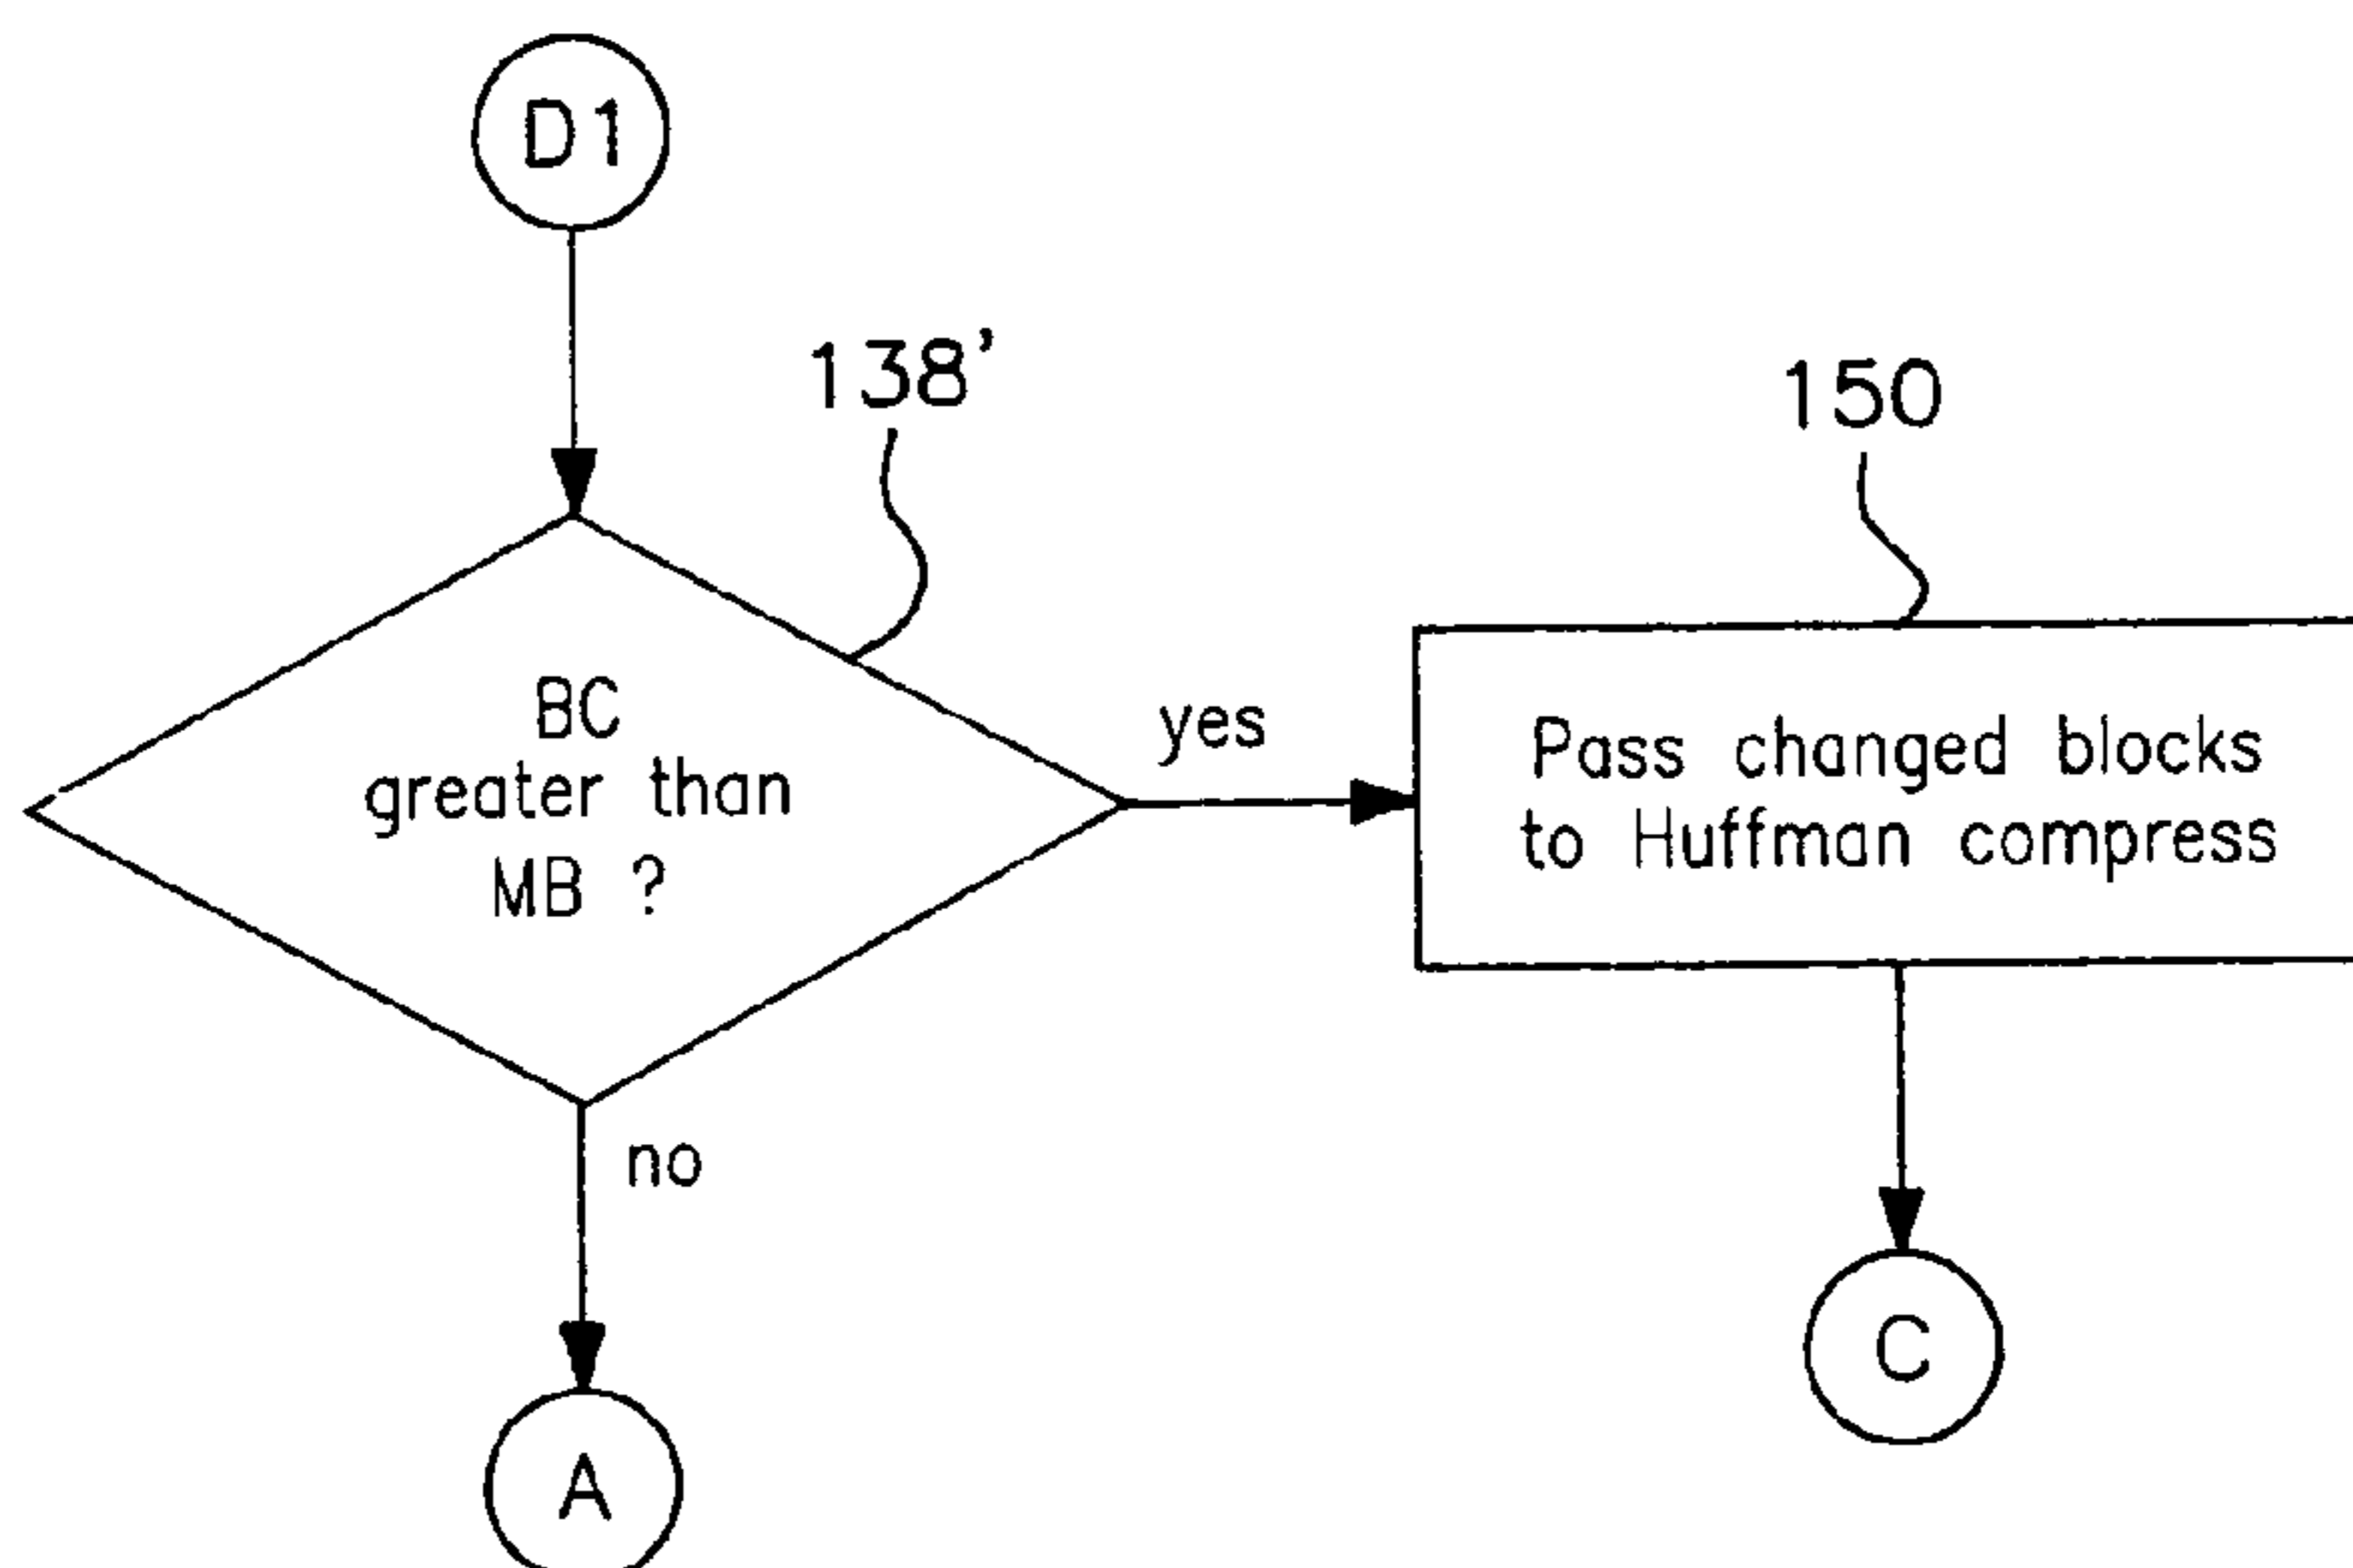 D1
138'
150
BC
greater than
MB ?
yes
Pass changed blocks
to Huffman compress
no
C
A